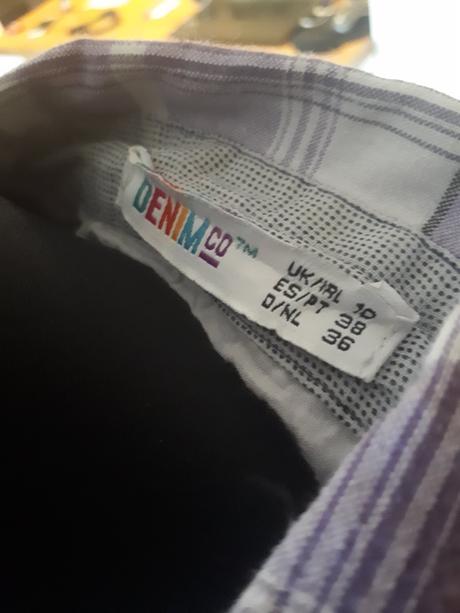 DENIM CO™
UK/IRL 10
ES/PT 38
D/NL 36